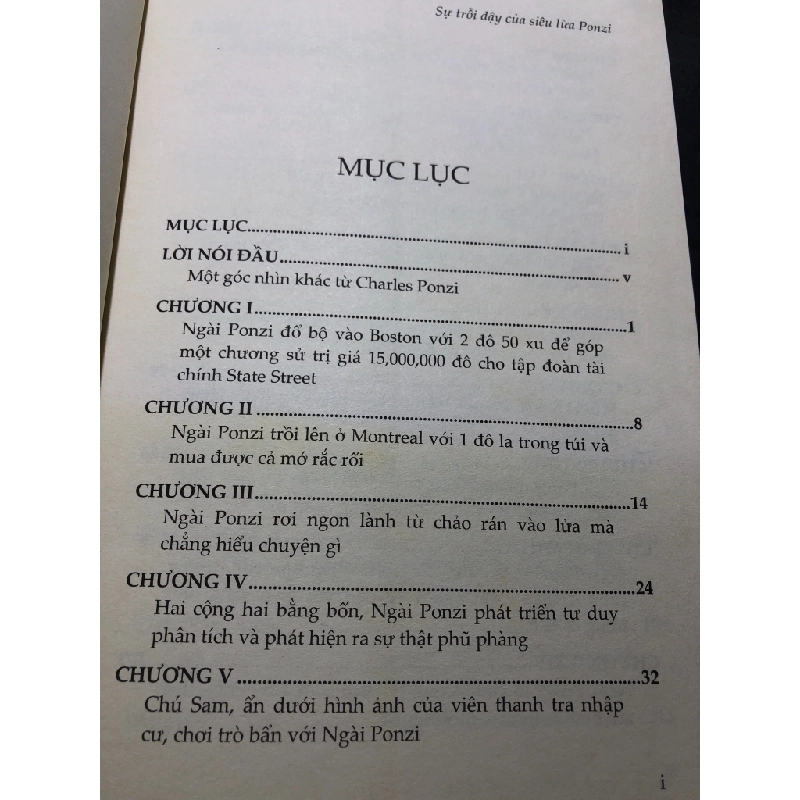 Sự trỗi dậy của siêu lừa Ponzi
MỤC LỤC
MỤC LỤC.......................................................................................... i
LỜI NÓI ĐẦU.................................................................................. v
Một góc nhìn khác từ Charles Ponzi
CHƯƠNG I.......................................................................................1
Ngài Ponzi đổ bộ vào Boston với 2 đô 50 xu để góp
một chương sử trị giá 15,000,000 đô cho tập đoàn tài
chính State Street
CHƯƠNG II .....................................................................................8
Ngài Ponzi trồi lên ở Montreal với 1 đô la trong túi và
mua được cả mớ rắc rối
CHƯƠNG III..................................................................................14
Ngài Ponzi rơi ngon lành từ chảo rán vào lửa mà
chẳng hiểu chuyện gì
CHƯƠNG IV..................................................................................24
Hai cộng hai bằng bốn, Ngài Ponzi phát triển tư duy
phân tích và phát hiện ra sự thật phũ phàng
CHƯƠNG V ..................................................................................32
Chú Sam, ẩn dưới hình ảnh của viên thanh tra nhập
cư, chơi trò bẩn với Ngài Ponzi
i